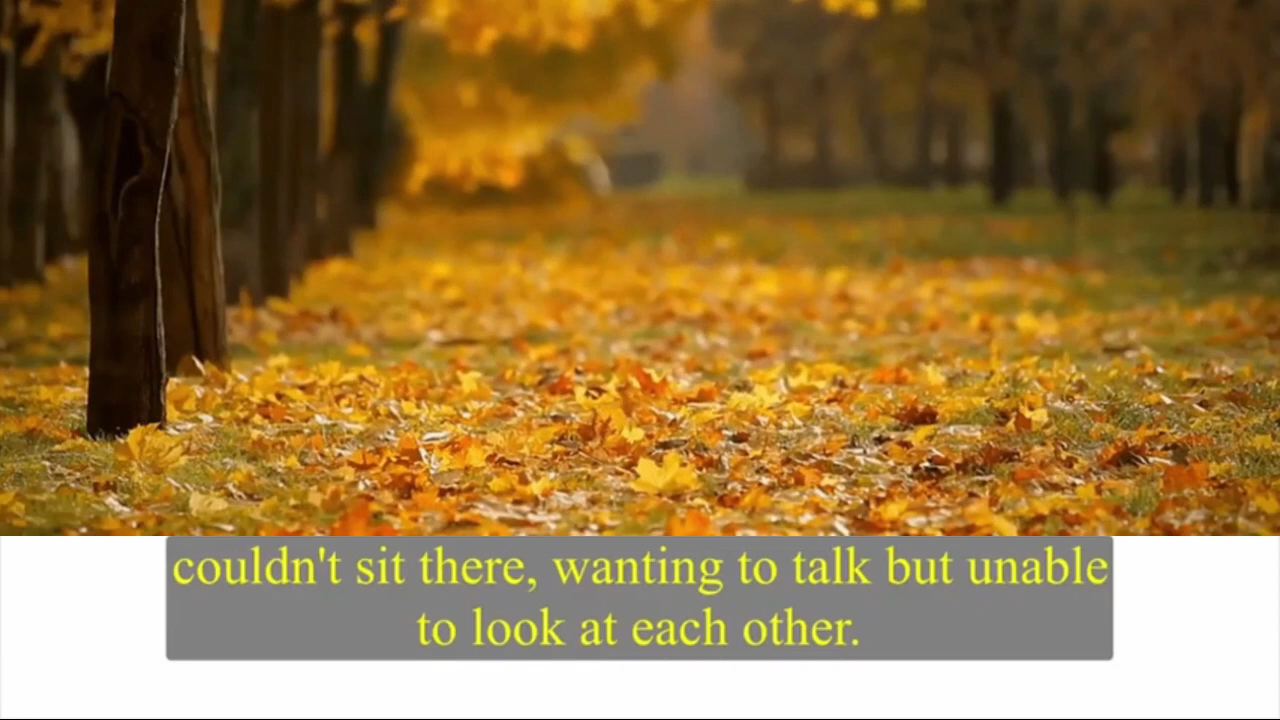 couldn't sit there, wanting to talk but unable
to look at each other.